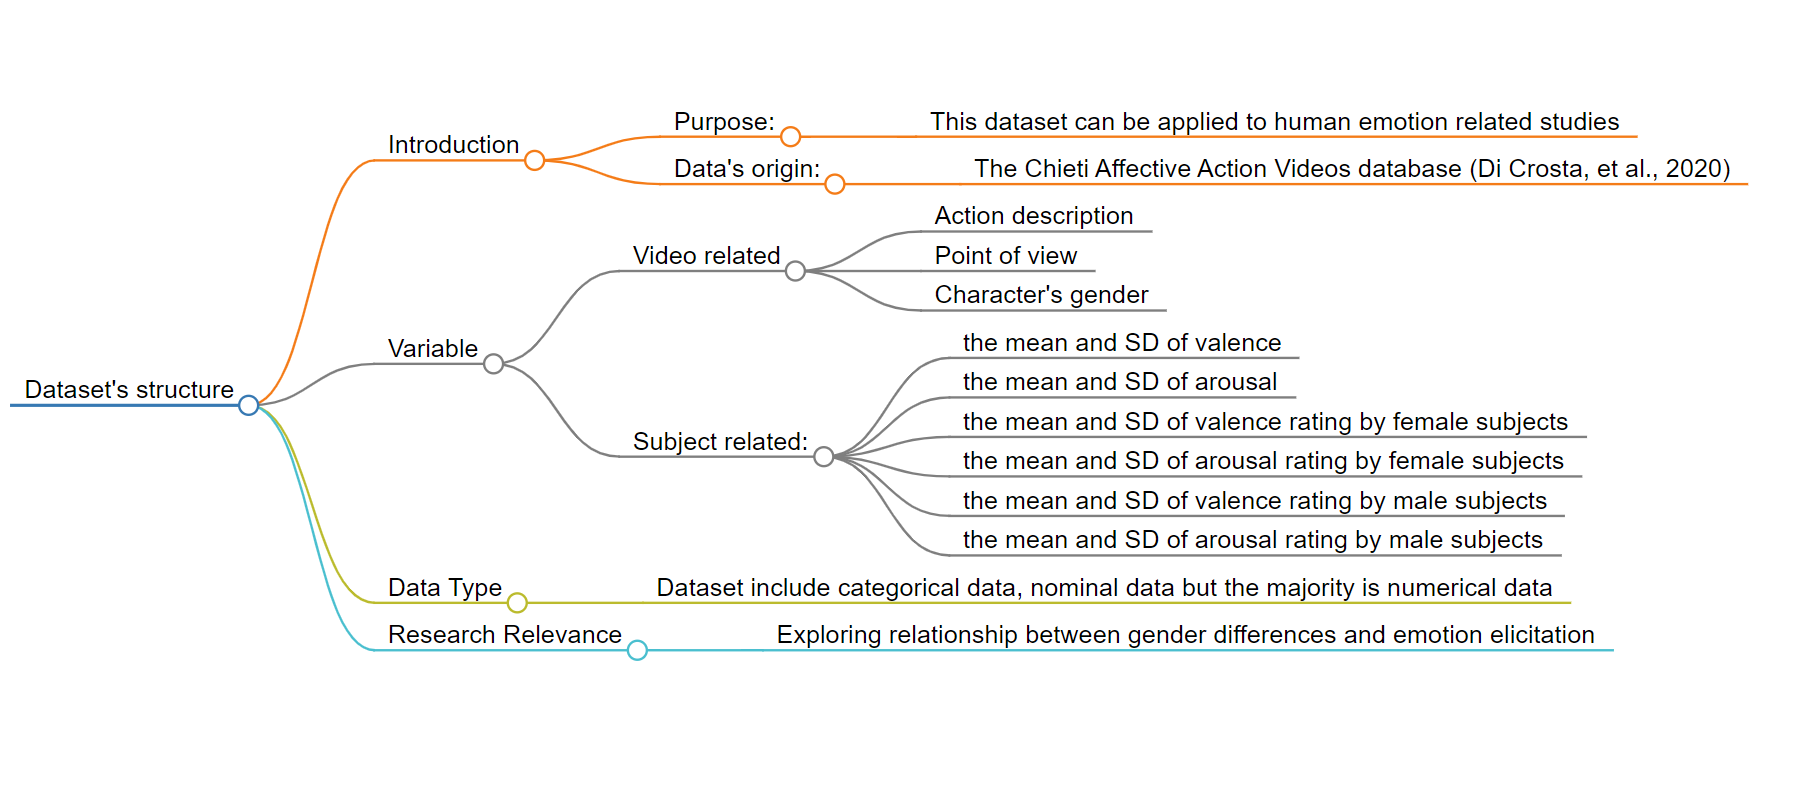 Dataset's structure
Introduction
Purpose:
This dataset can be applied to human emotion related studies
Data's origin:
The Chieti Affective Action Videos database (Di Crosta, et al., 2020)
Variable
Video related
Action description
Point of view
Character's gender
Subject related:
the mean and SD of valence
the mean and SD of arousal
the mean and SD of valence rating by female subjects
the mean and SD of arousal rating by female subjects
the mean and SD of valence rating by male subjects
the mean and SD of arousal rating by male subjects
Data Type
Dataset include categorical data, nominal data but the majority is numerical data
Research Relevance
Exploring relationship between gender differences and emotion elicitation